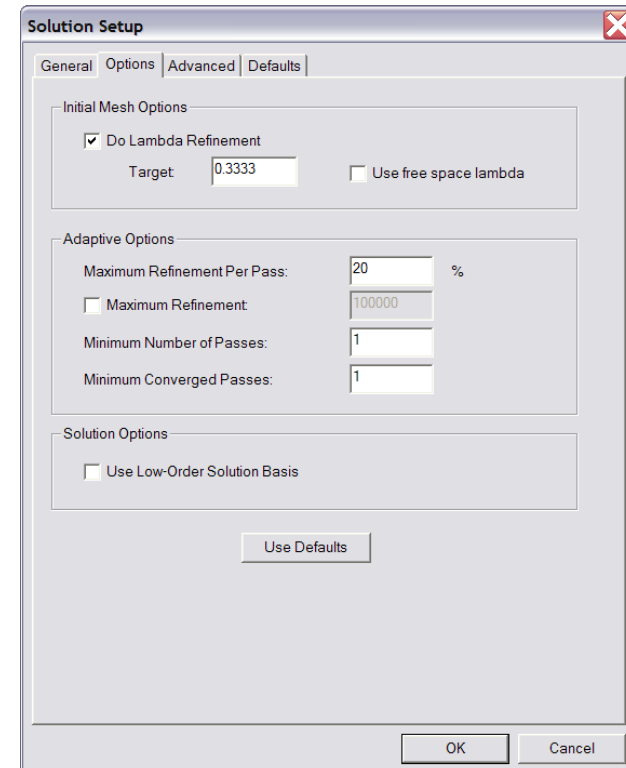 Solution Setup
General Options Advanced Defaults
Initial Mesh Options
Do Lambda Refinement
Target: 0.3333 Use free space lambda
Adaptive Options
Maximum Refinement Per Pass: 20 %
Maximum Refinement: 100000
Minimum Number of Passes: 1
Minimum Converged Passes: 1
Solution Options
Use Low-Order Solution Basis
Use Defaults
OK Cancel